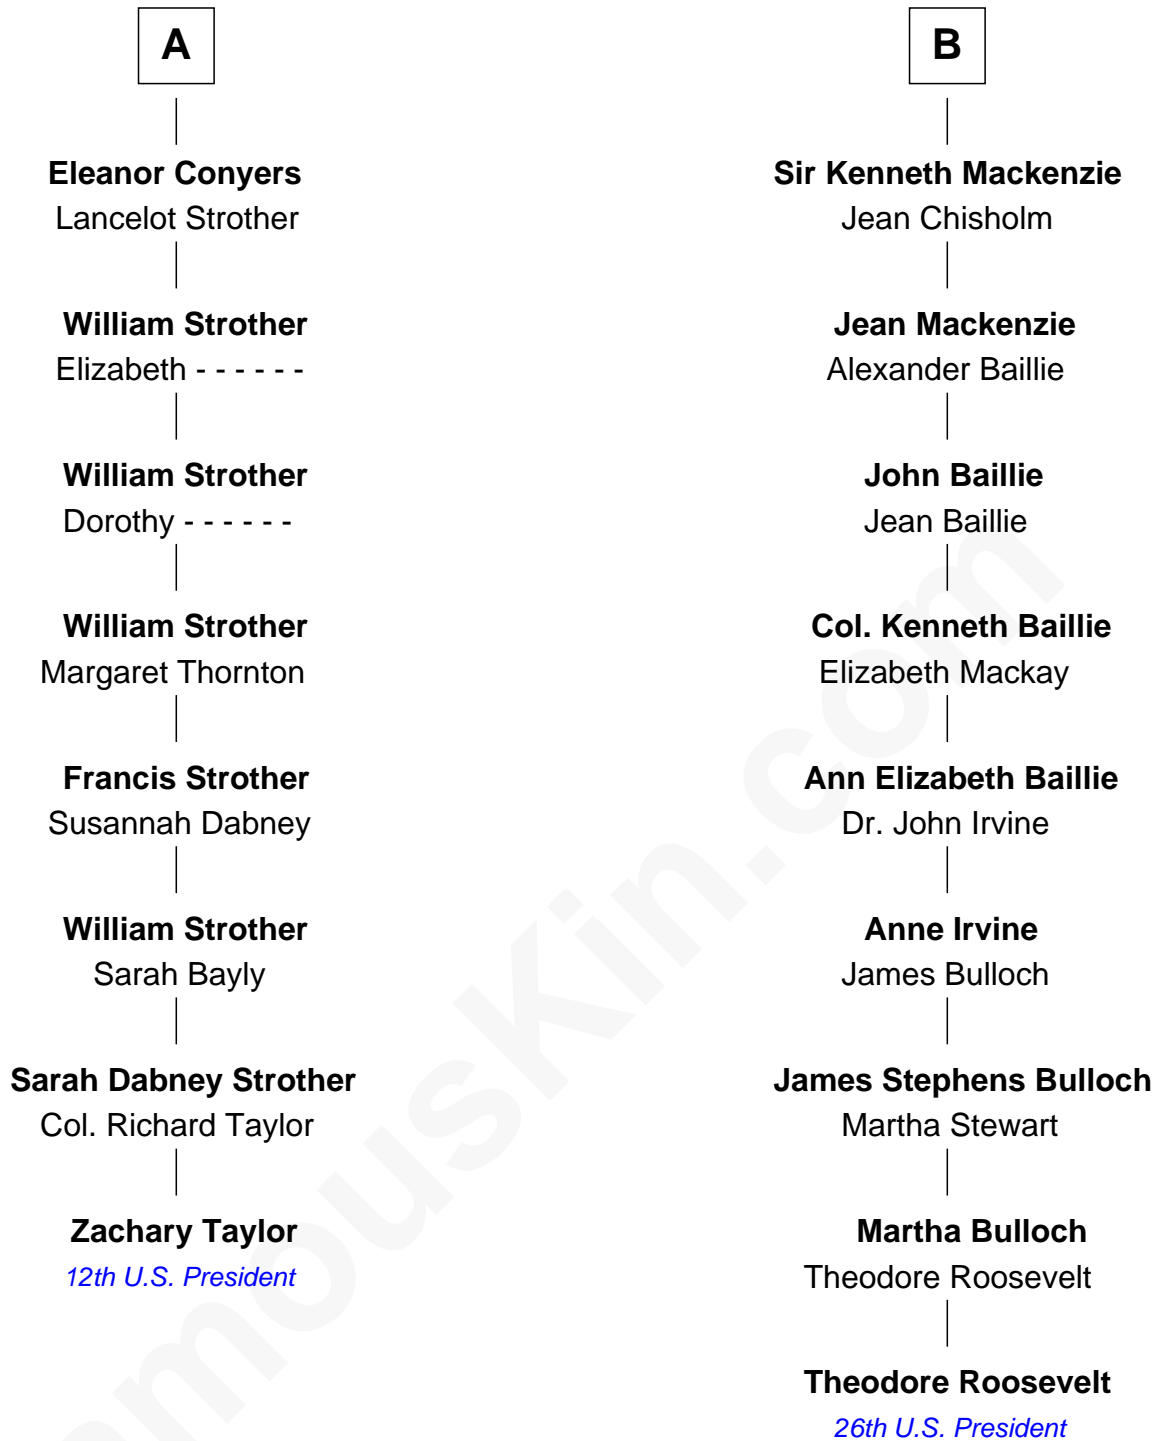 A
Eleanor Conyers
Lancelot Strother
William Strother
Elizabeth - - - - - -
William Strother
Dorothy - - - - - -
William Strother
Margaret Thornton
Francis Strother
Susannah Dabney
William Strother
Sarah Bayly
Sarah Dabney Strother
Col. Richard Taylor
Zachary Taylor
12th U.S. President
B
Sir Kenneth Mackenzie
Jean Chisholm
Jean Mackenzie
Alexander Baillie
John Baillie
Jean Baillie
Col. Kenneth Baillie
Elizabeth Mackay
Ann Elizabeth Baillie
Dr. John Irvine
Anne Irvine
James Bulloch
James Stephens Bulloch
Martha Stewart
Martha Bulloch
Theodore Roosevelt
Theodore Roosevelt
26th U.S. President